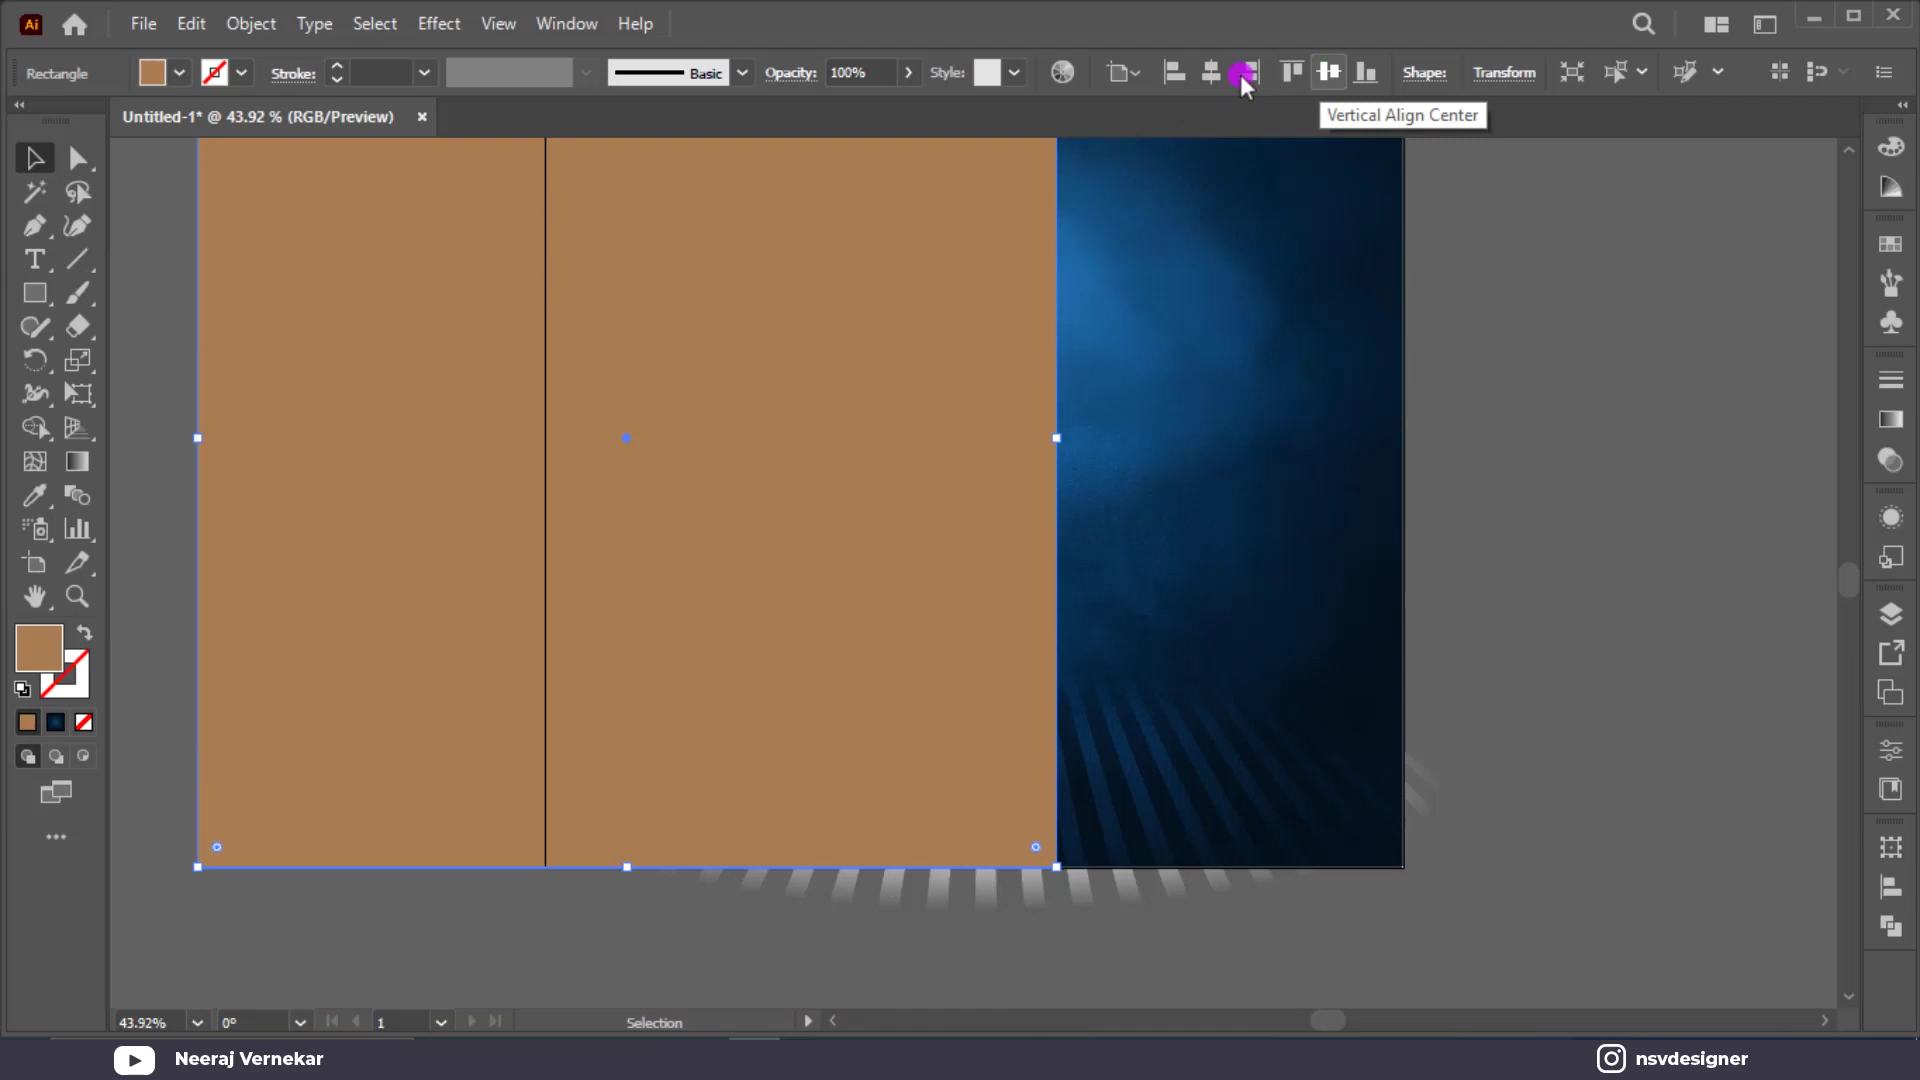 Ai File Edit Object Type Select Effect View Window Help
Rectangle Stroke: Basic Opacity: 100% Style: Shape: Transform
Vertical Align Center
Untitled-1* @ 43.92 % (RGB/Preview) ×
43.92% 0° 1 Selection
Neeraj Vernekar nsvdesigner